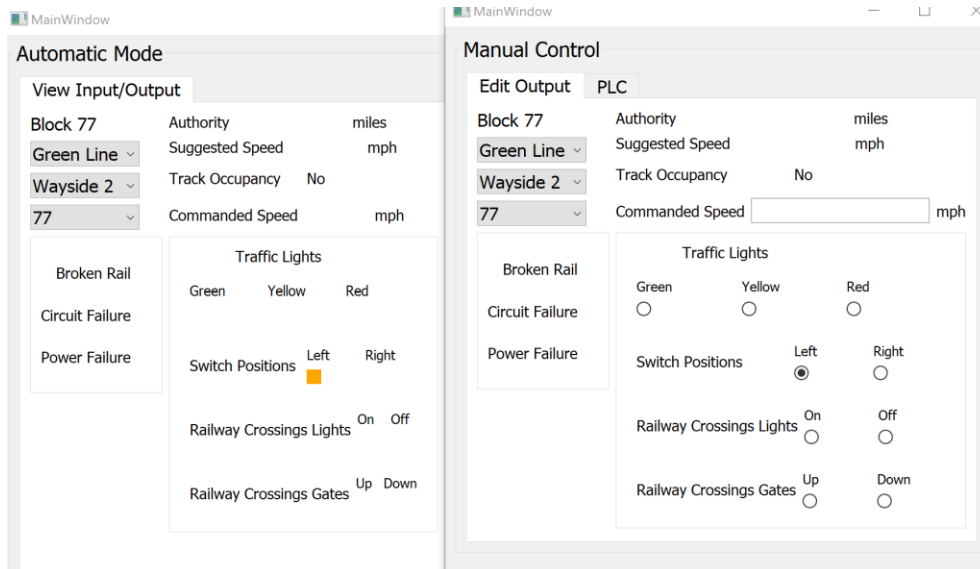 MainWindow
Automatic Mode
View Input/Output
Block 77
Authority miles
Green Line
Suggested Speed mph
Wayside 2
Track Occupancy No
77
Commanded Speed mph
Broken Rail
Circuit Failure
Power Failure
Traffic Lights
Green Yellow Red
Switch Positions Left Right
Railway Crossings Lights On Off
Railway Crossings Gates Up Down
MainWindow
Manual Control
Edit Output PLC
Block 77
Authority miles
Green Line
Suggested Speed mph
Wayside 2
Track Occupancy No
77
Commanded Speed mph
Broken Rail
Circuit Failure
Power Failure
Traffic Lights
Green Yellow Red
Switch Positions Left Right
Railway Crossings Lights On Off
Railway Crossings Gates Up Down